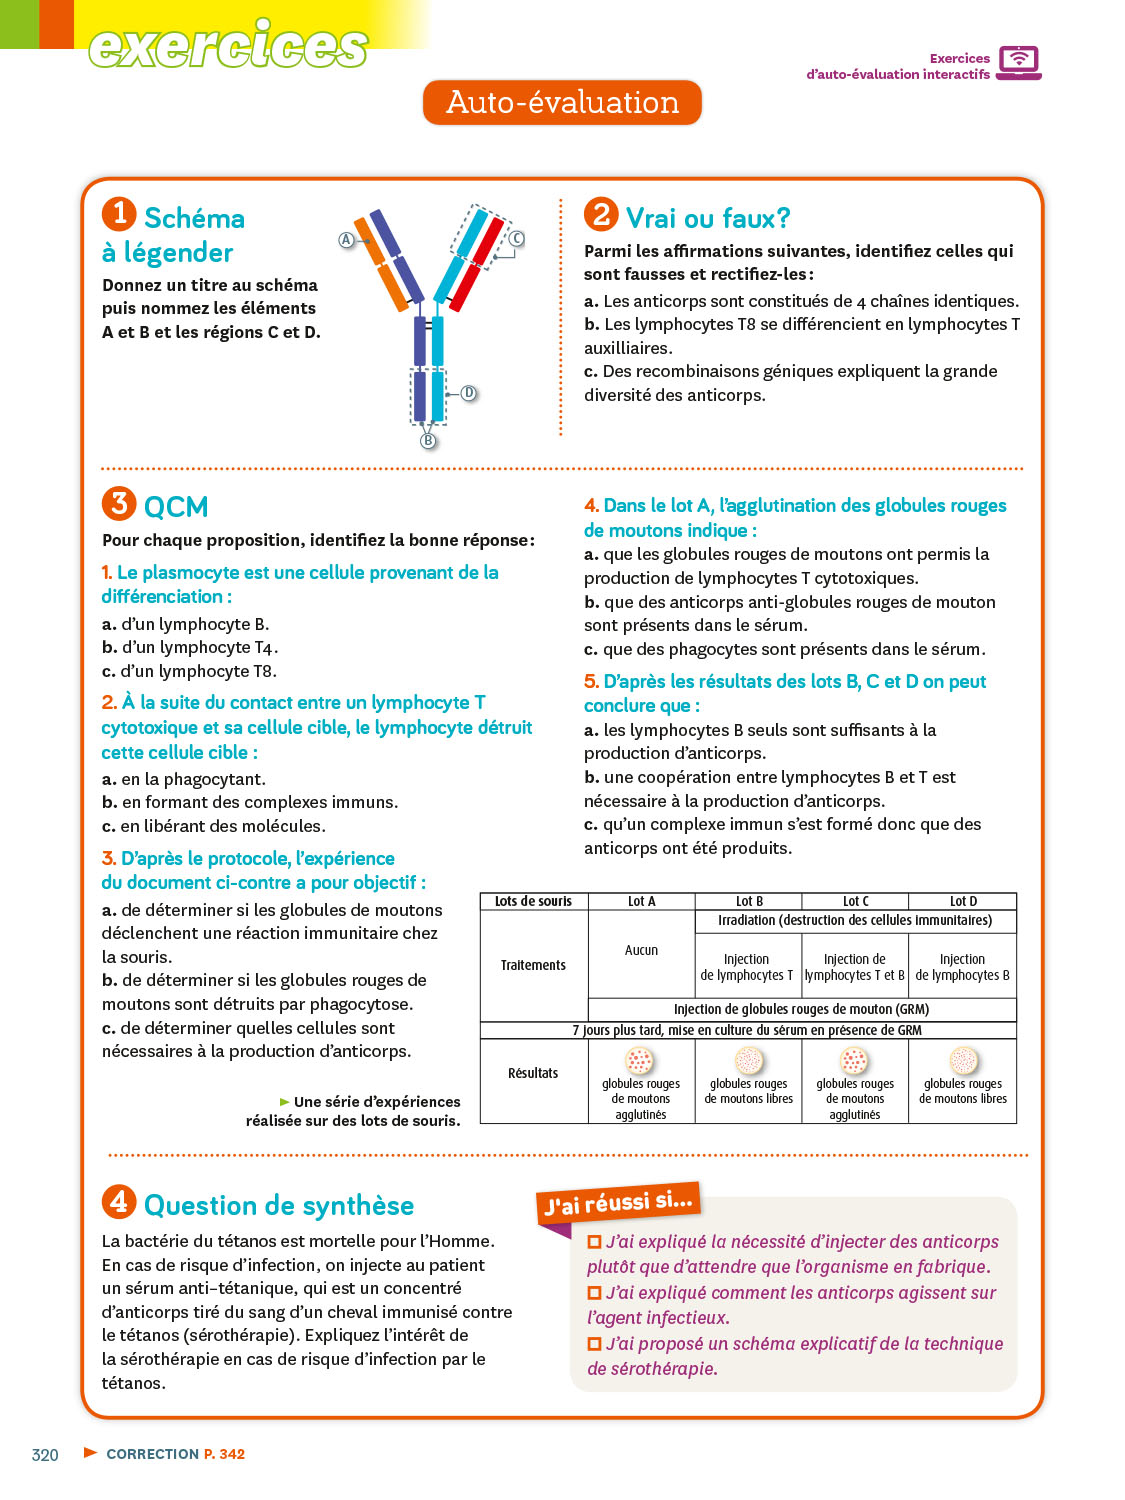 exercices
Exercices
d'auto-évaluation interactifs
Auto-évaluation
1 Schéma
à légender
Donnez un titre au schéma
puis nommez les éléments
A et B et les régions C et D.
A
C
D
B
2 Vrai ou faux?
Parmi les affirmations suivantes, identifiez celles qui
sont fausses et rectifiez-les :
a. Les anticorps sont constitués de 4 chaînes identiques.
b. Les lymphocytes T8 se différencient en lymphocytes T
auxilliaires.
c. Des recombinaisons géniques expliquent la grande
diversité des anticorps.
3 QCM
Pour chaque proposition, identifiez la bonne réponse :
1. Le plasmocyte est une cellule provenant de la
différenciation :
a. d'un lymphocyte B.
b. d'un lymphocyte T4.
c. d'un lymphocyte T8.
2. À la suite du contact entre un lymphocyte T
cytotoxique et sa cellule cible, le lymphocyte détruit
cette cellule cible :
a. en la phagocytant.
b. en formant des complexes immuns.
c. en libérant des molécules.
3. D'après le protocole, l'expérience
du document ci-contre a pour objectif :
a. de déterminer si les globules de moutons
déclenchent une réaction immunitaire chez
la souris.
b. de déterminer si les globules rouges de
moutons sont détruits par phagocytose.
c. de déterminer quelles cellules sont
nécessaires à la production d'anticorps.
4. Dans le lot A, l'agglutination des globules rouges
de moutons indique :
a. que les globules rouges de moutons ont permis la
production de lymphocytes T cytotoxiques.
b. que des anticorps anti-globules rouges de mouton
sont présents dans le sérum.
c. que des phagocytes sont présents dans le sérum.
5. D'après les résultats des lots B, C et D on peut
conclure que :
a. les lymphocytes B seuls sont suffisants à la
production d'anticorps.
b. une coopération entre lymphocytes B et T est
nécessaire à la production d'anticorps.
c. qu'un complexe immun s'est formé donc que des
anticorps ont été produits.
Lots de souris Lot A Lot B Lot C Lot D
Irradiation (destruction des cellules immunitaires)
Traitements
Aucun
Injection
de lymphocytes T
Injection de
lymphocytes T et B
Injection
de lymphocytes B
Injection de globules rouges de mouton (GRM)
7 jours plus tard, mise en culture du sérum en présence de GRM
Résultats
globules rouges
de moutons
agglutinés
globules rouges
de moutons libres
globules rouges
de moutons
agglutinés
globules rouges
de moutons libres
► Une série d'expériences
réalisée sur des lots de souris.
4 Question de synthèse
La bactérie du tétanos est mortelle pour l'Homme.
En cas de risque d'infection, on injecte au patient
un sérum anti-tétanique, qui est un concentré
d'anticorps tiré du sang d'un cheval immunisé contre
le tétanos (sérothérapie). Expliquez l'intérêt de
la sérothérapie en cas de risque d'infection par le
tétanos.
J'ai réussi si...
J'ai expliqué la nécessité d'injecter des anticorps
plutôt que d'attendre que l'organisme en fabrique.
J'ai expliqué comment les anticorps agissent sur
l'agent infectieux.
J'ai proposé un schéma explicatif de la technique
de sérothérapie.
320 ► CORRECTION P. 342